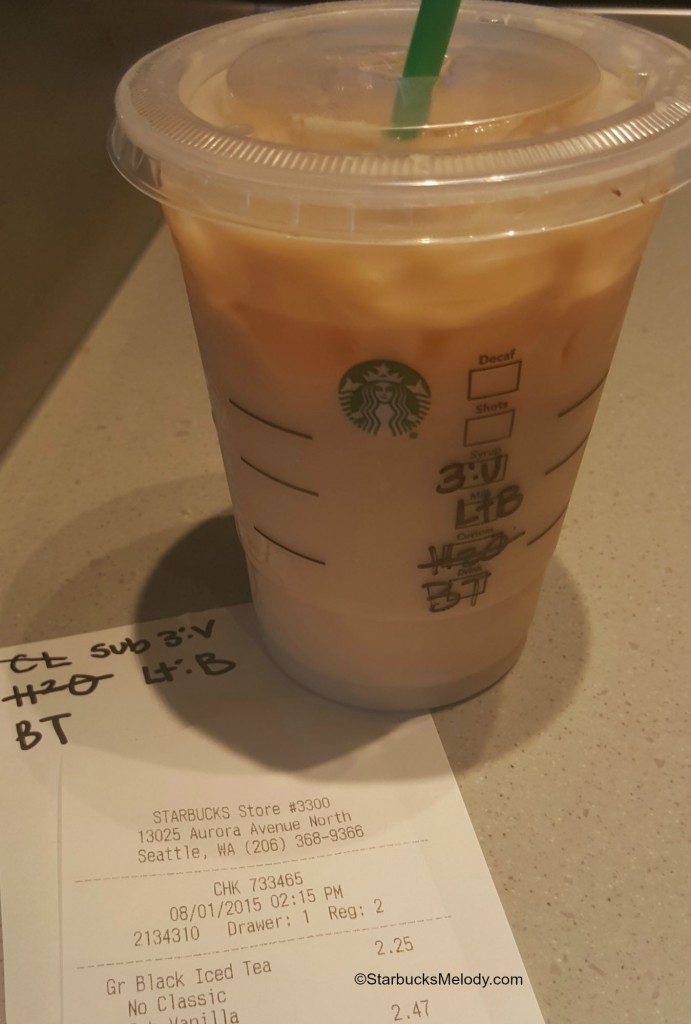 Decaf
Shots
Syrup
3:V
Lt:B
Custom
H2O
Drink
BT
CL sub 3:V
H2O Lt:B
BT
STARBUCKS Store #3300
13025 Aurora Avenue North
Seattle, WA (206) 368-9366
CHK 733465
08/01/2015 02:15 PM
2134310 Drawer: 1 Reg: 2
Gr Black Iced Tea 2.25
No Classic
Vanilla 2.47
©StarbucksMelody.com